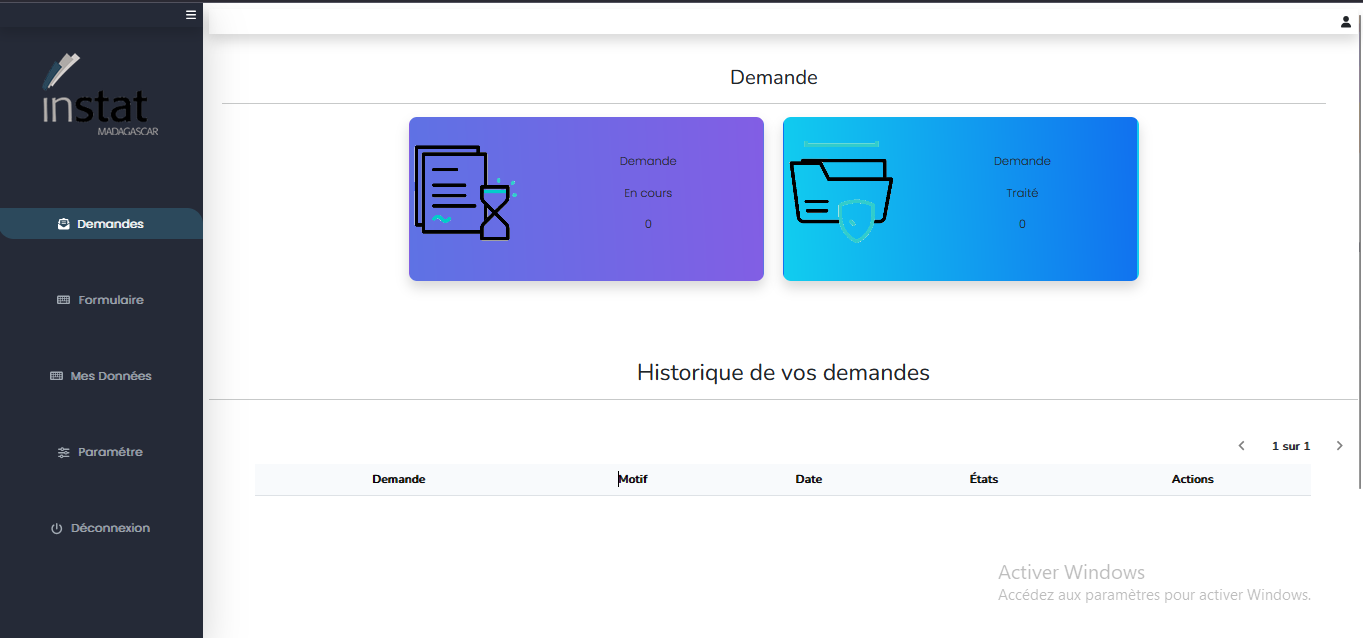 instat
MADAGASCAR
Demandes
Formulaire
Mes Données
Paramétre
Déconnexion
Demande
Demande
En cours
0
Demande
Traité
0
Historique de vos demandes
1 sur 1
Demande Motif Date États Actions
Activer Windows
Accédez aux paramètres pour activer Windows.